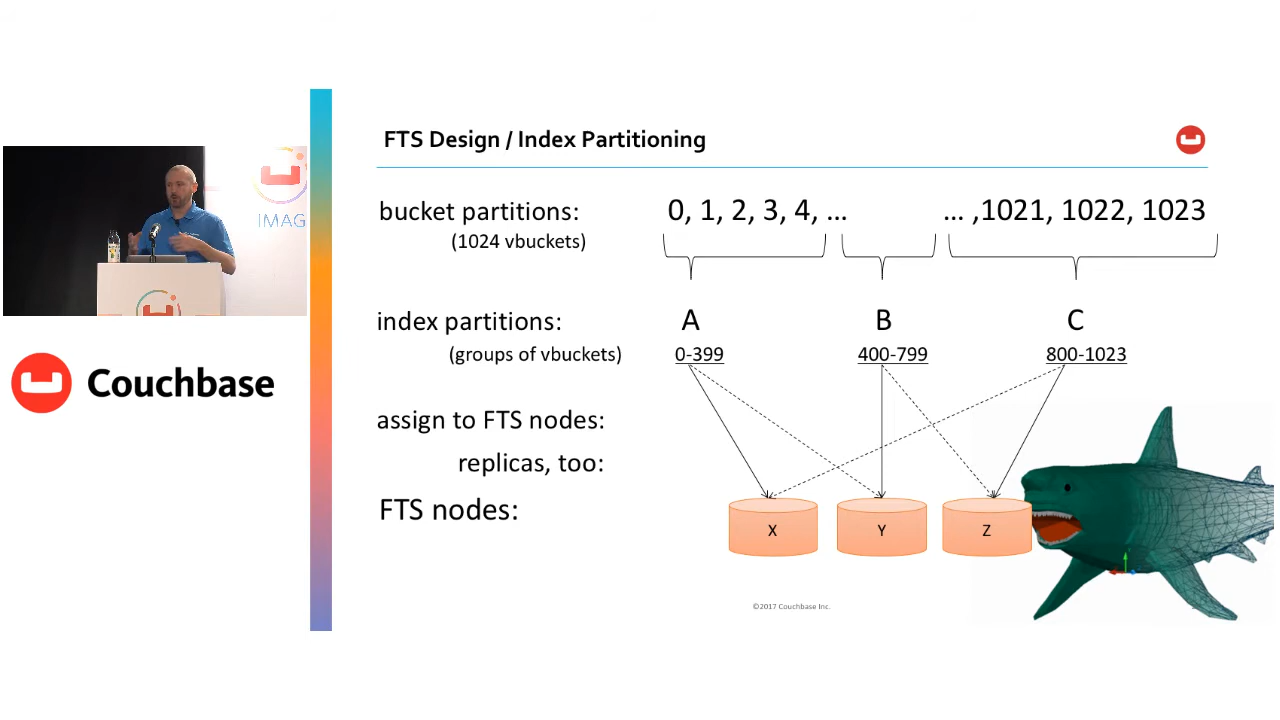 FTS Design / Index Partitioning
bucket partitions:
0, 1, 2, 3, 4, ...
... ,1021, 1022, 1023
(1024 vbuckets)
IMAG
index partitions:
A
B
C
(groups of vbuckets)
0-399
400-799
800-1023
Couchbase
assign to FTS nodes:
replicas, too:
FTS nodes:
X
Y
Z
©2017 Couchbase Inc.